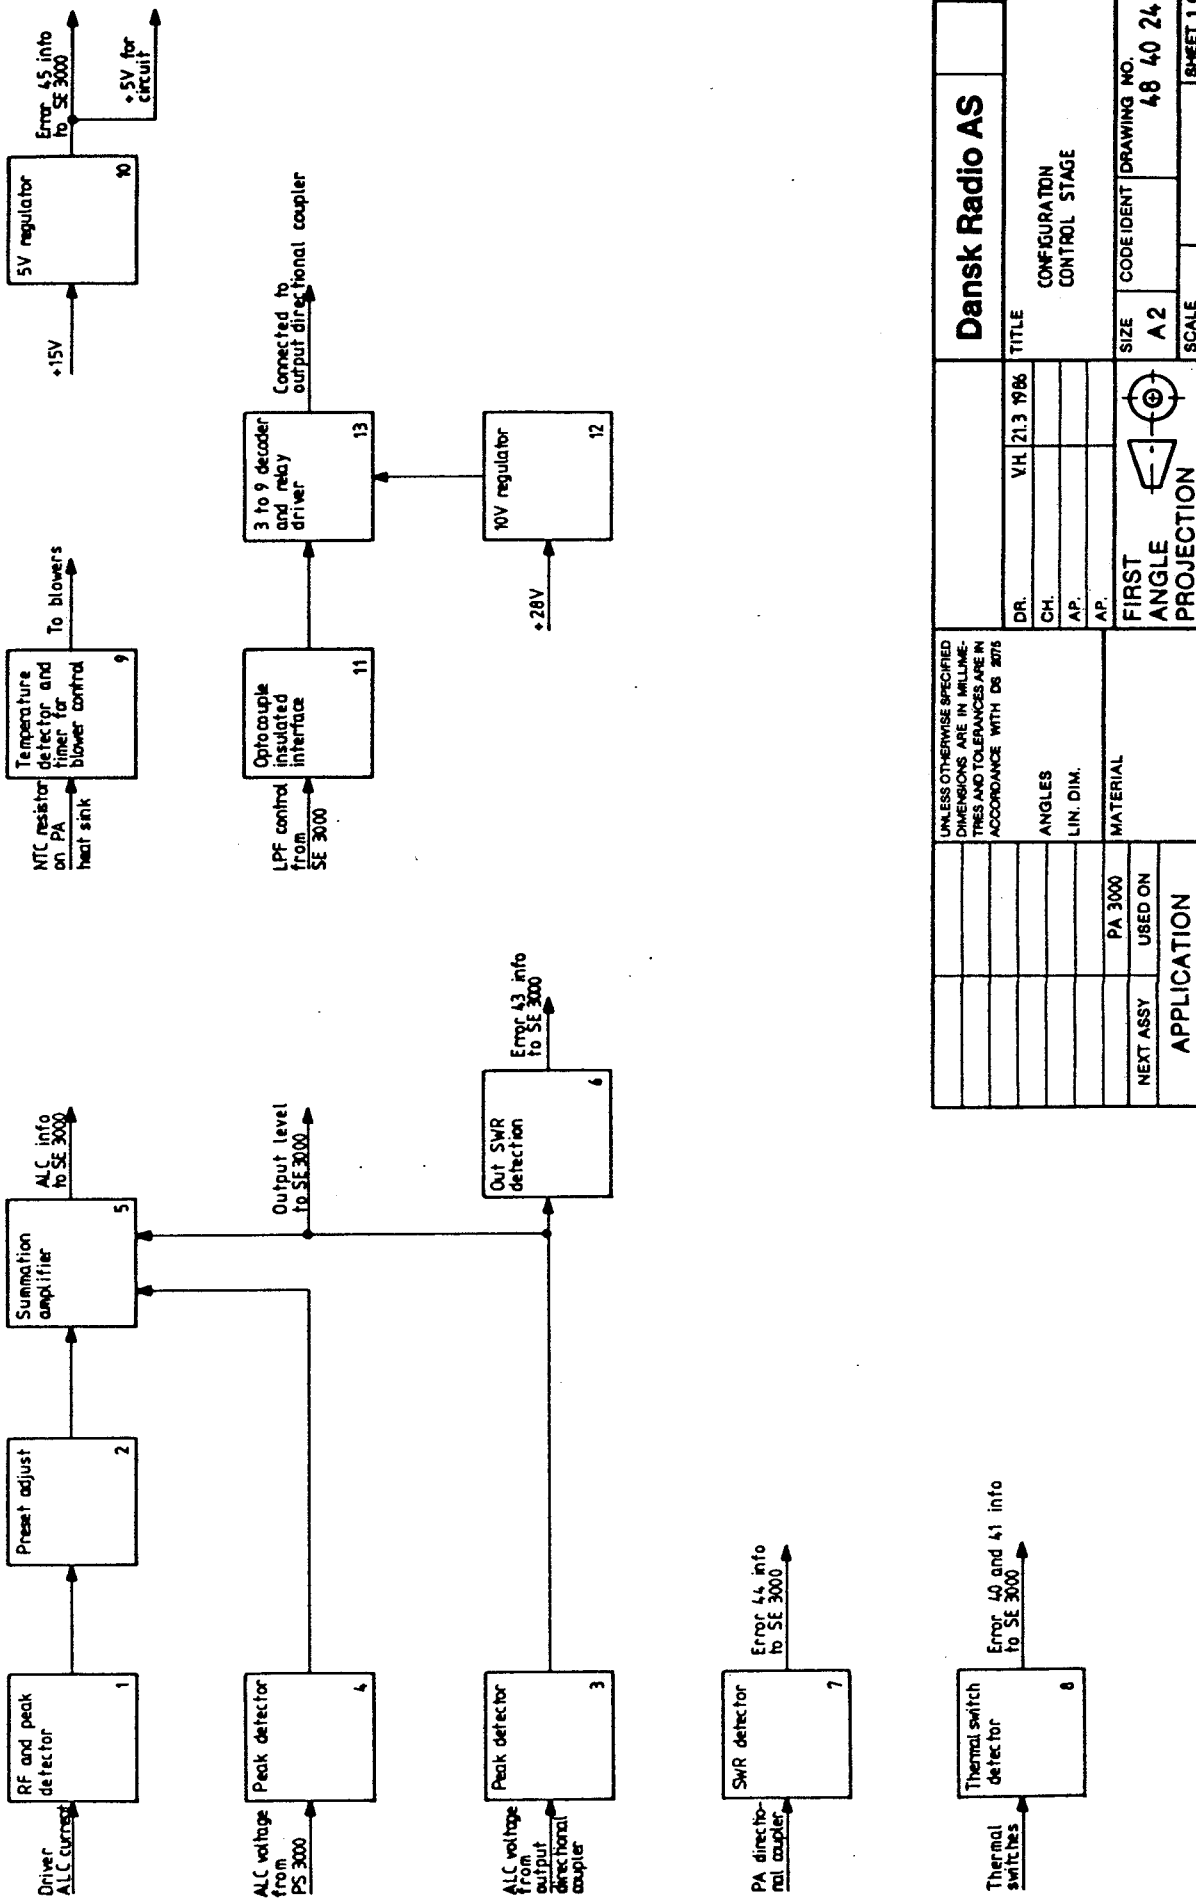 Driver
ALC current
RF and peak
detector
1
Preset adjust
2
Summation
amplifier
5
ALC info
to SE 3000
ALC voltage
from
PS 3000
Peak detector
4
Output level
to SE3000
ALC voltage
from
output
directional
coupler
Peak detector
3
Out SWR
detection
6
Error 43 info
to SE 3000
PA directio-
nal coupler
SWR detector
7
Error 44 info
to SE 3000
Thermal
switches
Thermal switch
detector
8
Error 40 and 41 info
to SE 3000
NTC resistor
on PA
heat sink
Temperature
detector and
timer for
blower control
9
To blowers
+15V
5V regulator
10
Error 45 info
to SE 3000
+5V for
circuit
LPF control
from
SE 3000
Optocouple
insulated
interface
11
3 to 9 decoder
and relay
driver
13
Connected to
output directional coupler
+28V
10V regulator
12
PA 3000
NEXT ASSY
USED ON
APPLICATION
UNLESS OTHERWISE SPECIFIED
DIMENSIONS ARE IN MILLIME-
TRES AND TOLERANCES ARE IN
ACCORDANCE WITH DS 2075
ANGLES
LIN. DIM.
MATERIAL
DR.
V.H.
21.3 1986
CH.
AP.
AP.
FIRST
ANGLE
PROJECTION
Dansk Radio AS
TITLE
CONFIGURATION
CONTROL STAGE
SIZE
A2
CODE IDENT
DRAWING NO.
48 40 24
SCALE
SHEET 1